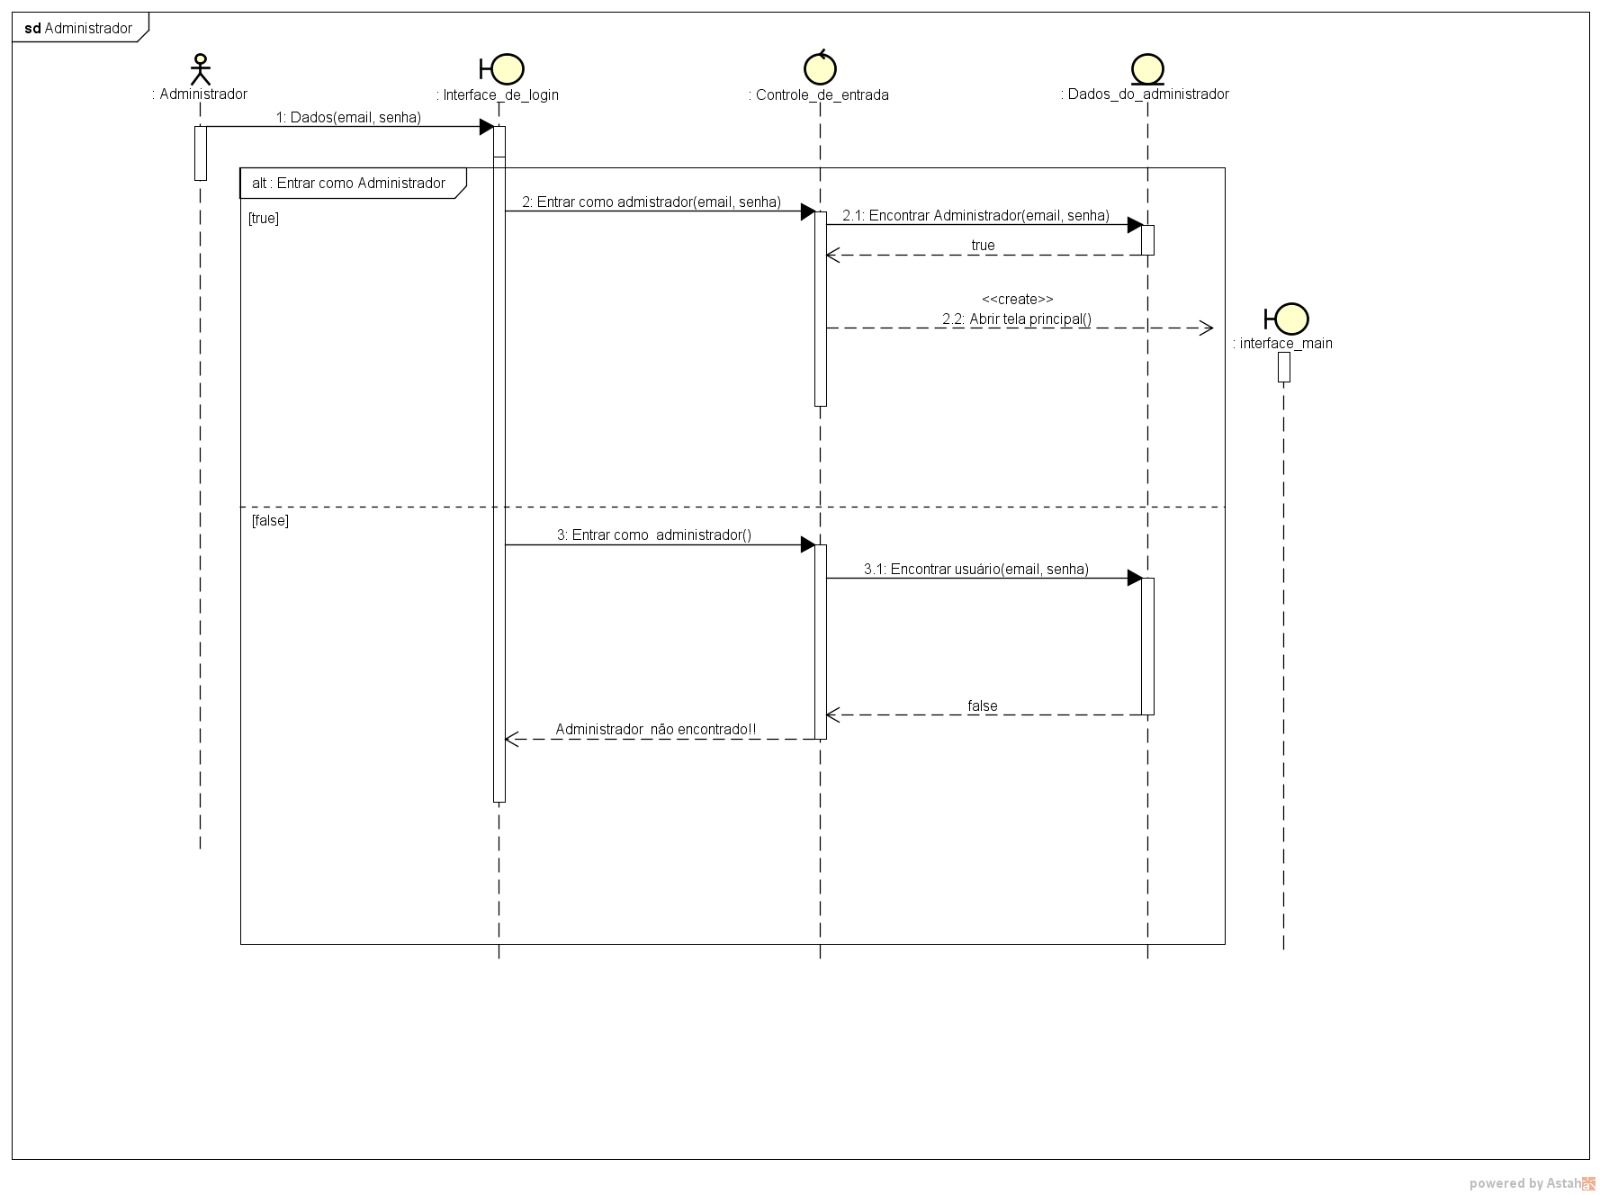 sd Administrador
: Administrador
: Interface_de_login
: Controle_de_entrada
: Dados_do_administrador
1: Dados(email, senha)
alt : Entrar como Administrador
[true]
2: Entrar como admistrador(email, senha)
2.1: Encontrar Administrador(email, senha)
true
<<create>>
2.2: Abrir tela principal()
: interface_main
[false]
3: Entrar como  administrador()
3.1: Encontrar usuário(email, senha)
false
Administrador  não encontrado!!
powered by Astah